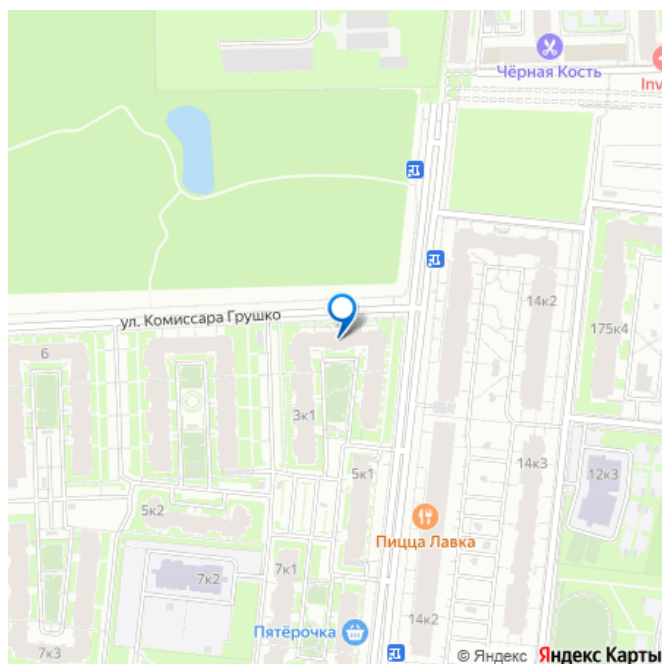 Чёрная Кость
Inv
14к2
ул. Комиссара Грушко
175к4
6
3к1
14к3
5к1
12к3
5к2
Пицца Лавка
7к1
7к2
14к2
Пятёрочка
7к3
© Яндекс Яндекс Карты